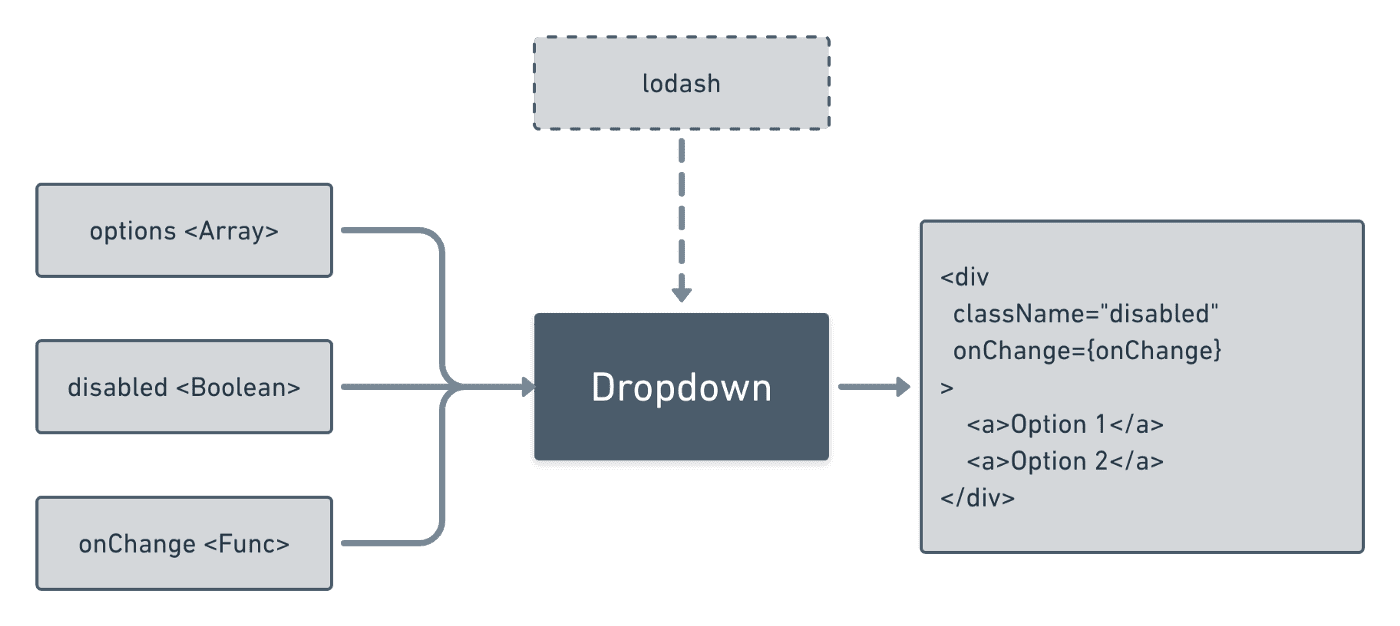 lodash
options <Array>
disabled <Boolean>
onChange <Func>
Dropdown
<div
  className="disabled"
  onChange={onChange}
>
    <a>Option 1</a>
    <a>Option 2</a>
</div>